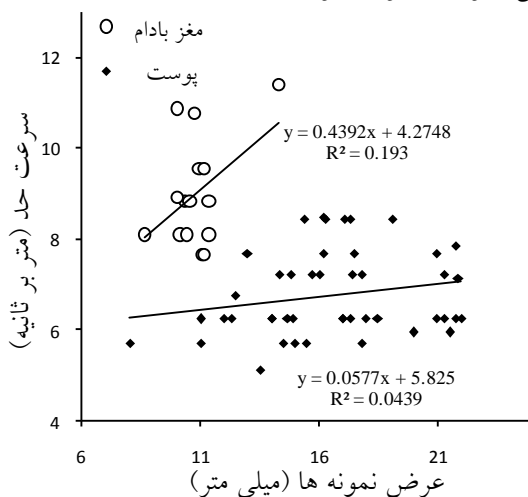 مغز بادام
پوست
12
10
8
6
4
سرعت حد (متر بر ثانیه)
y = 0.4392x + 4.2748
R² = 0.193
y = 0.0577x + 5.825
R² = 0.0439
6 11 16 21
عرض نمونه ها (میلی متر)